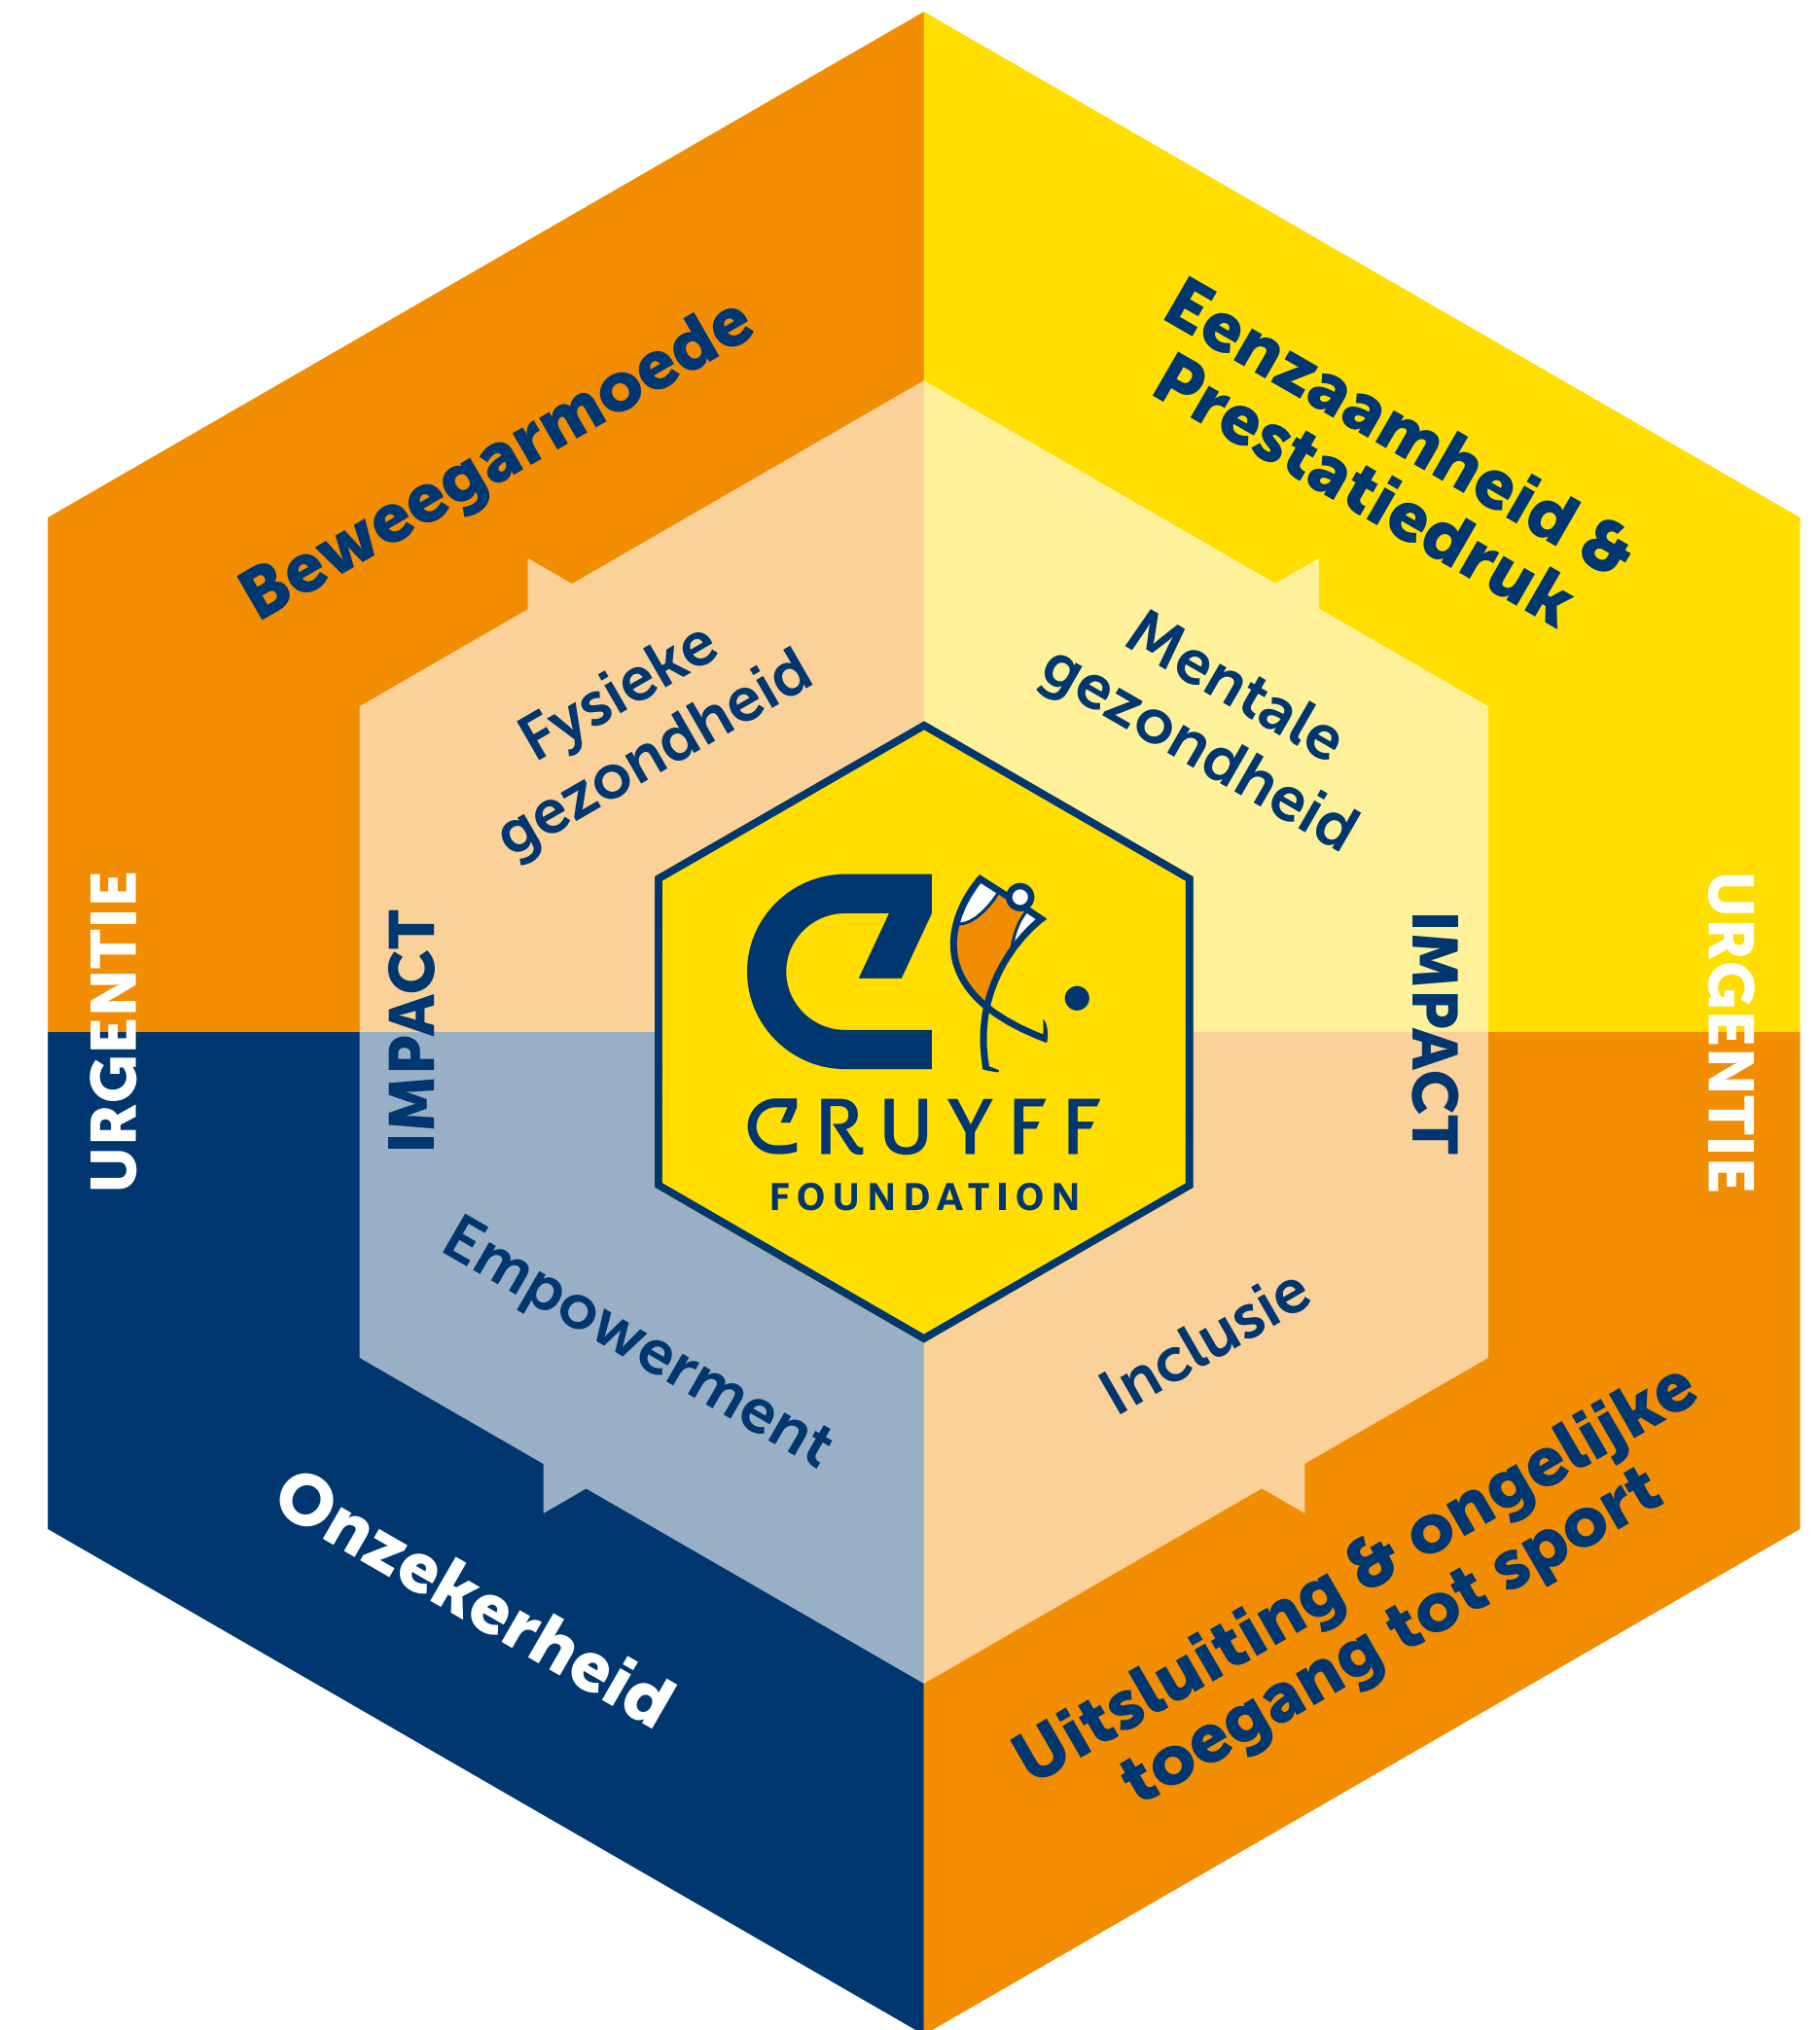 Beweegarmoede
Eenzaamheid &
Prestatiedruk
Fysieke
gezondheid
Mentale
gezondheid
URGENTIE
IMPACT
CRUYFF
FOUNDATION
IMPACT
URGENTIE
Empowerment
Inclusie
Onzekerheid
Uitsluiting & ongelijke
toegang tot sport